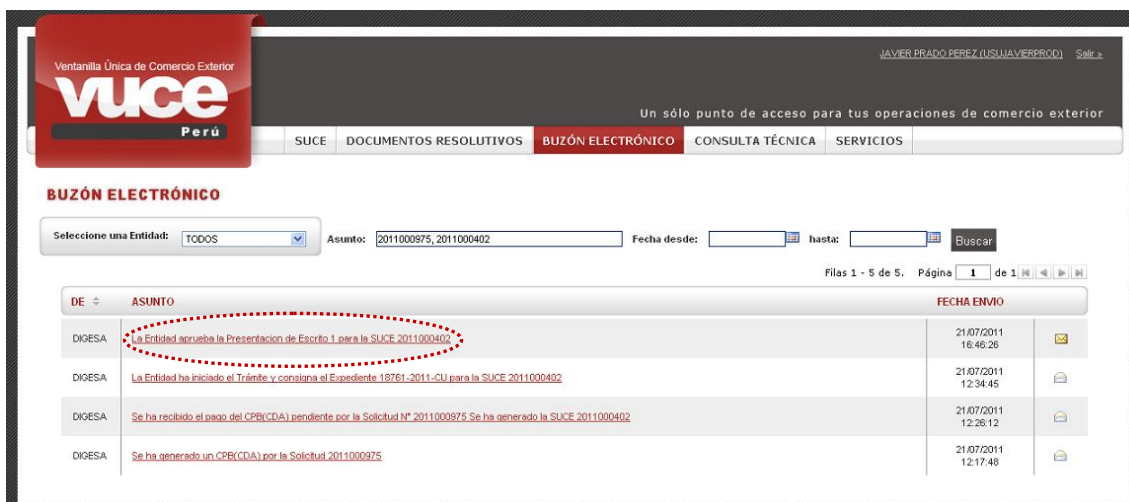 Ventanilla Única de Comercio Exterior
vuce
Perú
JAVIER PRADO PEREZ (USUJAVIERPROD) Salir »
Un sólo punto de acceso para tus operaciones de comercio exterior
SUCE DOCUMENTOS RESOLUTIVOS BUZÓN ELECTRÓNICO CONSULTA TÉCNICA SERVICIOS
BUZÓN ELECTRÓNICO
Seleccione una Entidad: TODOS Asunto: 2011000975, 2011000402 Fecha desde: hasta: Buscar
Filas 1 - 5 de 5. Página 1 de 1
DE ASUNTO FECHA ENVIO
DIGESA La Entidad aprueba la Presentacion de Escrito 1 para la SUCE 2011000402 21/07/2011 16:46:26
DIGESA La Entidad ha iniciado el Trámite y consigna el Expediente 18761-2011-CU para la SUCE 2011000402 21/07/2011 12:34:45
DIGESA Se ha recibido el pago del CPB(CDA) pendiente por la Solicitud N° 2011000975 Se ha generado la SUCE 2011000402 21/07/2011 12:26:12
DIGESA Se ha generado un CPB(CDA) por la Solicitud 2011000975 21/07/2011 12:17:48